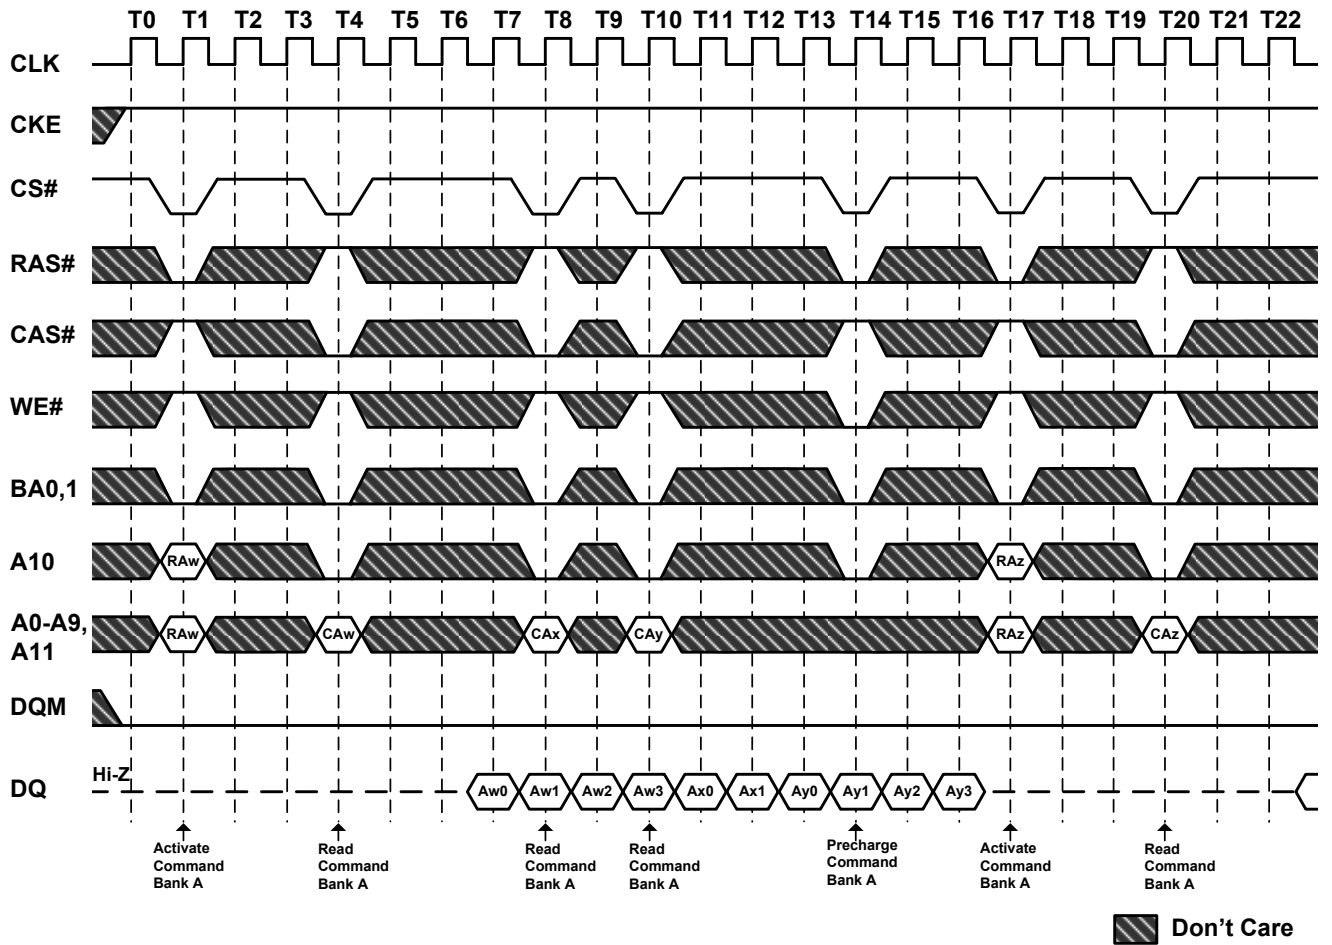 T0 T1 T2 T3 T4 T5 T6 T7 T8 T9 T10 T11 T12 T13 T14 T15 T16 T17 T18 T19 T20 T21 T22
CLK
CKE
CS#
RAS#
CAS#
WE#
BA0,1
A10 RAw RAz
A0-A9,
A11
RAw CAw CAx CAy RAz CAz
DQM
Hi-Z
DQ Aw0 Aw1 Aw2 Aw3 Ax0 Ax1 Ay0 Ay1 Ay2 Ay3
Activate
Command
Bank A
Read
Command
Bank A
Read
Command
Bank A
Read
Command
Bank A
Precharge
Command
Bank A
Activate
Command
Bank A
Read
Command
Bank A
Don't Care